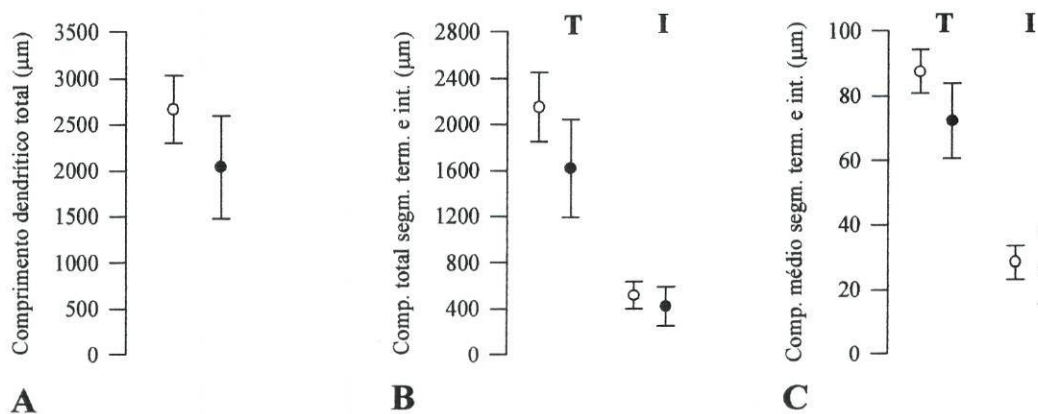 Comprimento dendrítico total (µm)
3500
3000
2500
2000
1500
1000
500
0
A
Comp. total segm. term. e int. (µm)
T I
2800
2400
2000
1600
1200
800
400
0
B
Comp. médio segm. term. e int. (µm)
T I
100
80
60
40
20
0
C